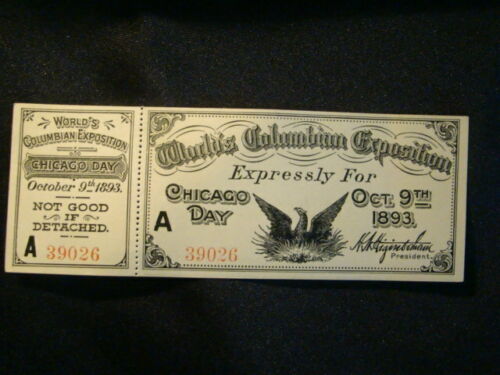 WORLD'S
COLUMBIAN EXPOSITION
CHICAGO DAY
October 9th 1893.
NOT GOOD
IF
DETACHED.
A 39026
World's Columbian Exposition
Expressly For
CHICAGO DAY
OCT. 9TH 1893.
A
39026
H.N. Higinbotham
President.